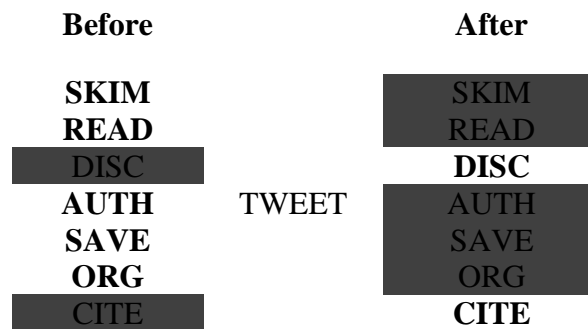 Before After
SKIM SKIM
READ READ
DISC DISC
AUTH TWEET AUTH
SAVE SAVE
ORG ORG
CITE CITE